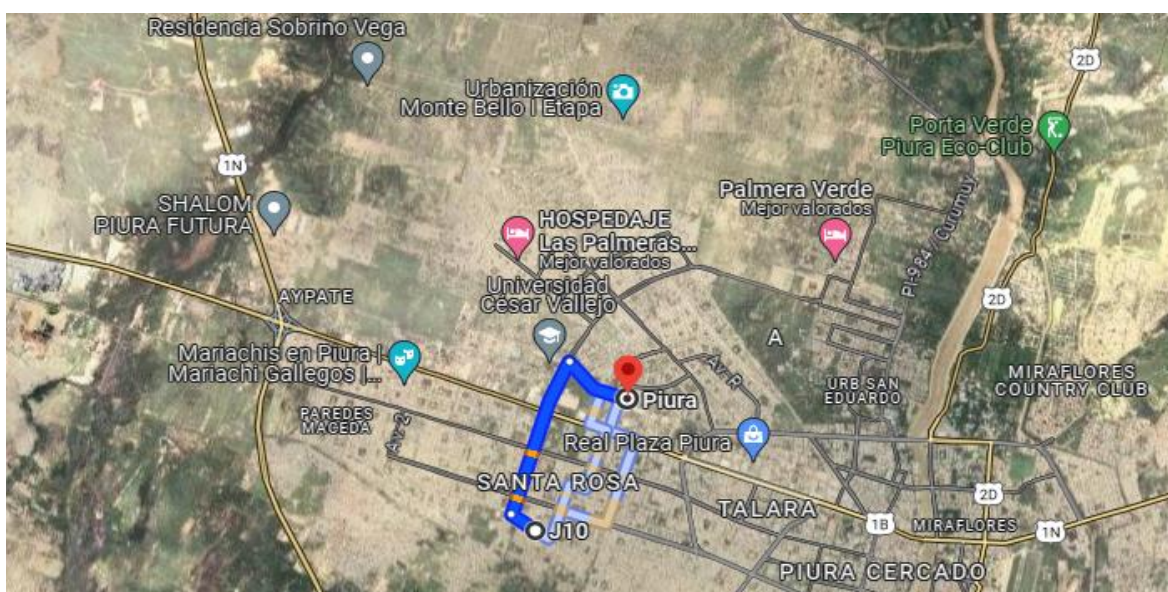 Residencia Sobrino Vega
2D
Urbanización
Monte Bello I Etapa
Porta Verde
Piura Eco-Club
1N
SHALOM
PIURA FUTURA
Palmera Verde
Mejor valorados
HOSPEDAJE
Las Palmeras...
Mejor valorados
PI-984 / Curumuy
Universidad
César Vallejo
2D
AYPATE
A
Mariachis en Piura |
Mariachi Gallegos |...
Av. R
MIRAFLORES
COUNTRY CLUB
URB SAN
EDUARDO
Piura
PAREDES
MACEDA
Av. 2
Real Plaza Piura
SANTA ROSA
2D
TALARA
J10
1B
MIRAFLORES
1N
PIURA CERCADO